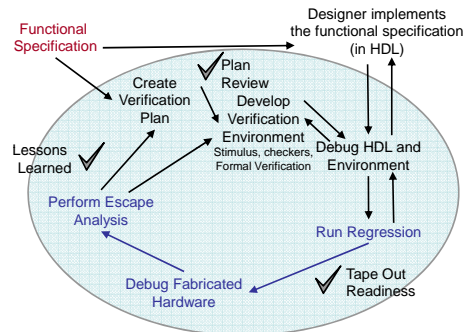 Functional
Specification
Designer implements
the functional specification
(in HDL)
Plan
Review
Create
Verification
Plan
Develop
Verification
Environment
Stimulus, checkers,
Formal Verification
Debug HDL and
Environment
Lessons
Learned
Perform Escape
Analysis
Run Regression
Tape Out
Readiness
Debug Fabricated
Hardware